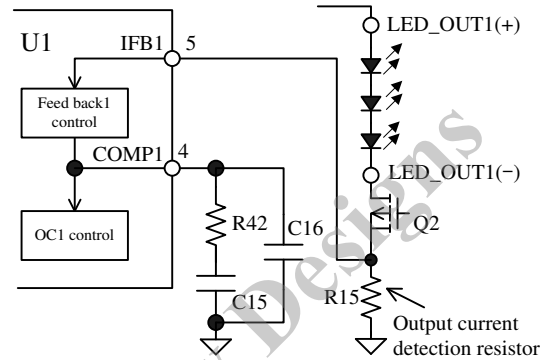 U1
IFB1
5
LED_OUT1(+)
Feed back1
control
COMP1
4
LED_OUT1(−)
OC1 control
R42
C16
Q2
C15
R15
Output current
detection resistor
Designs